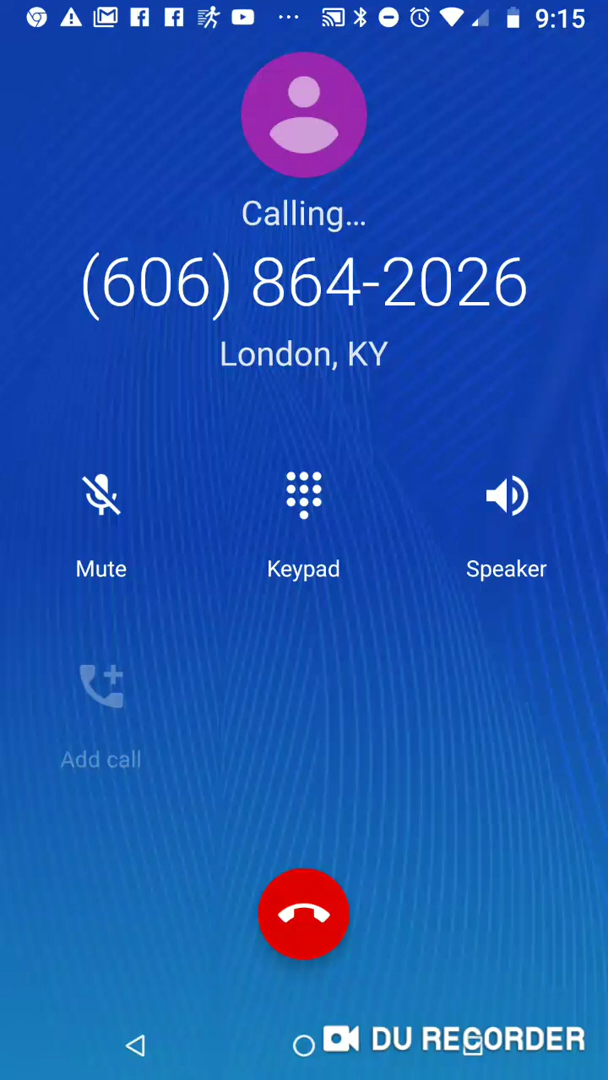 9:15
Calling...
(606) 864-2026
London, KY
Mute Keypad Speaker
Add call
DU RECORDER